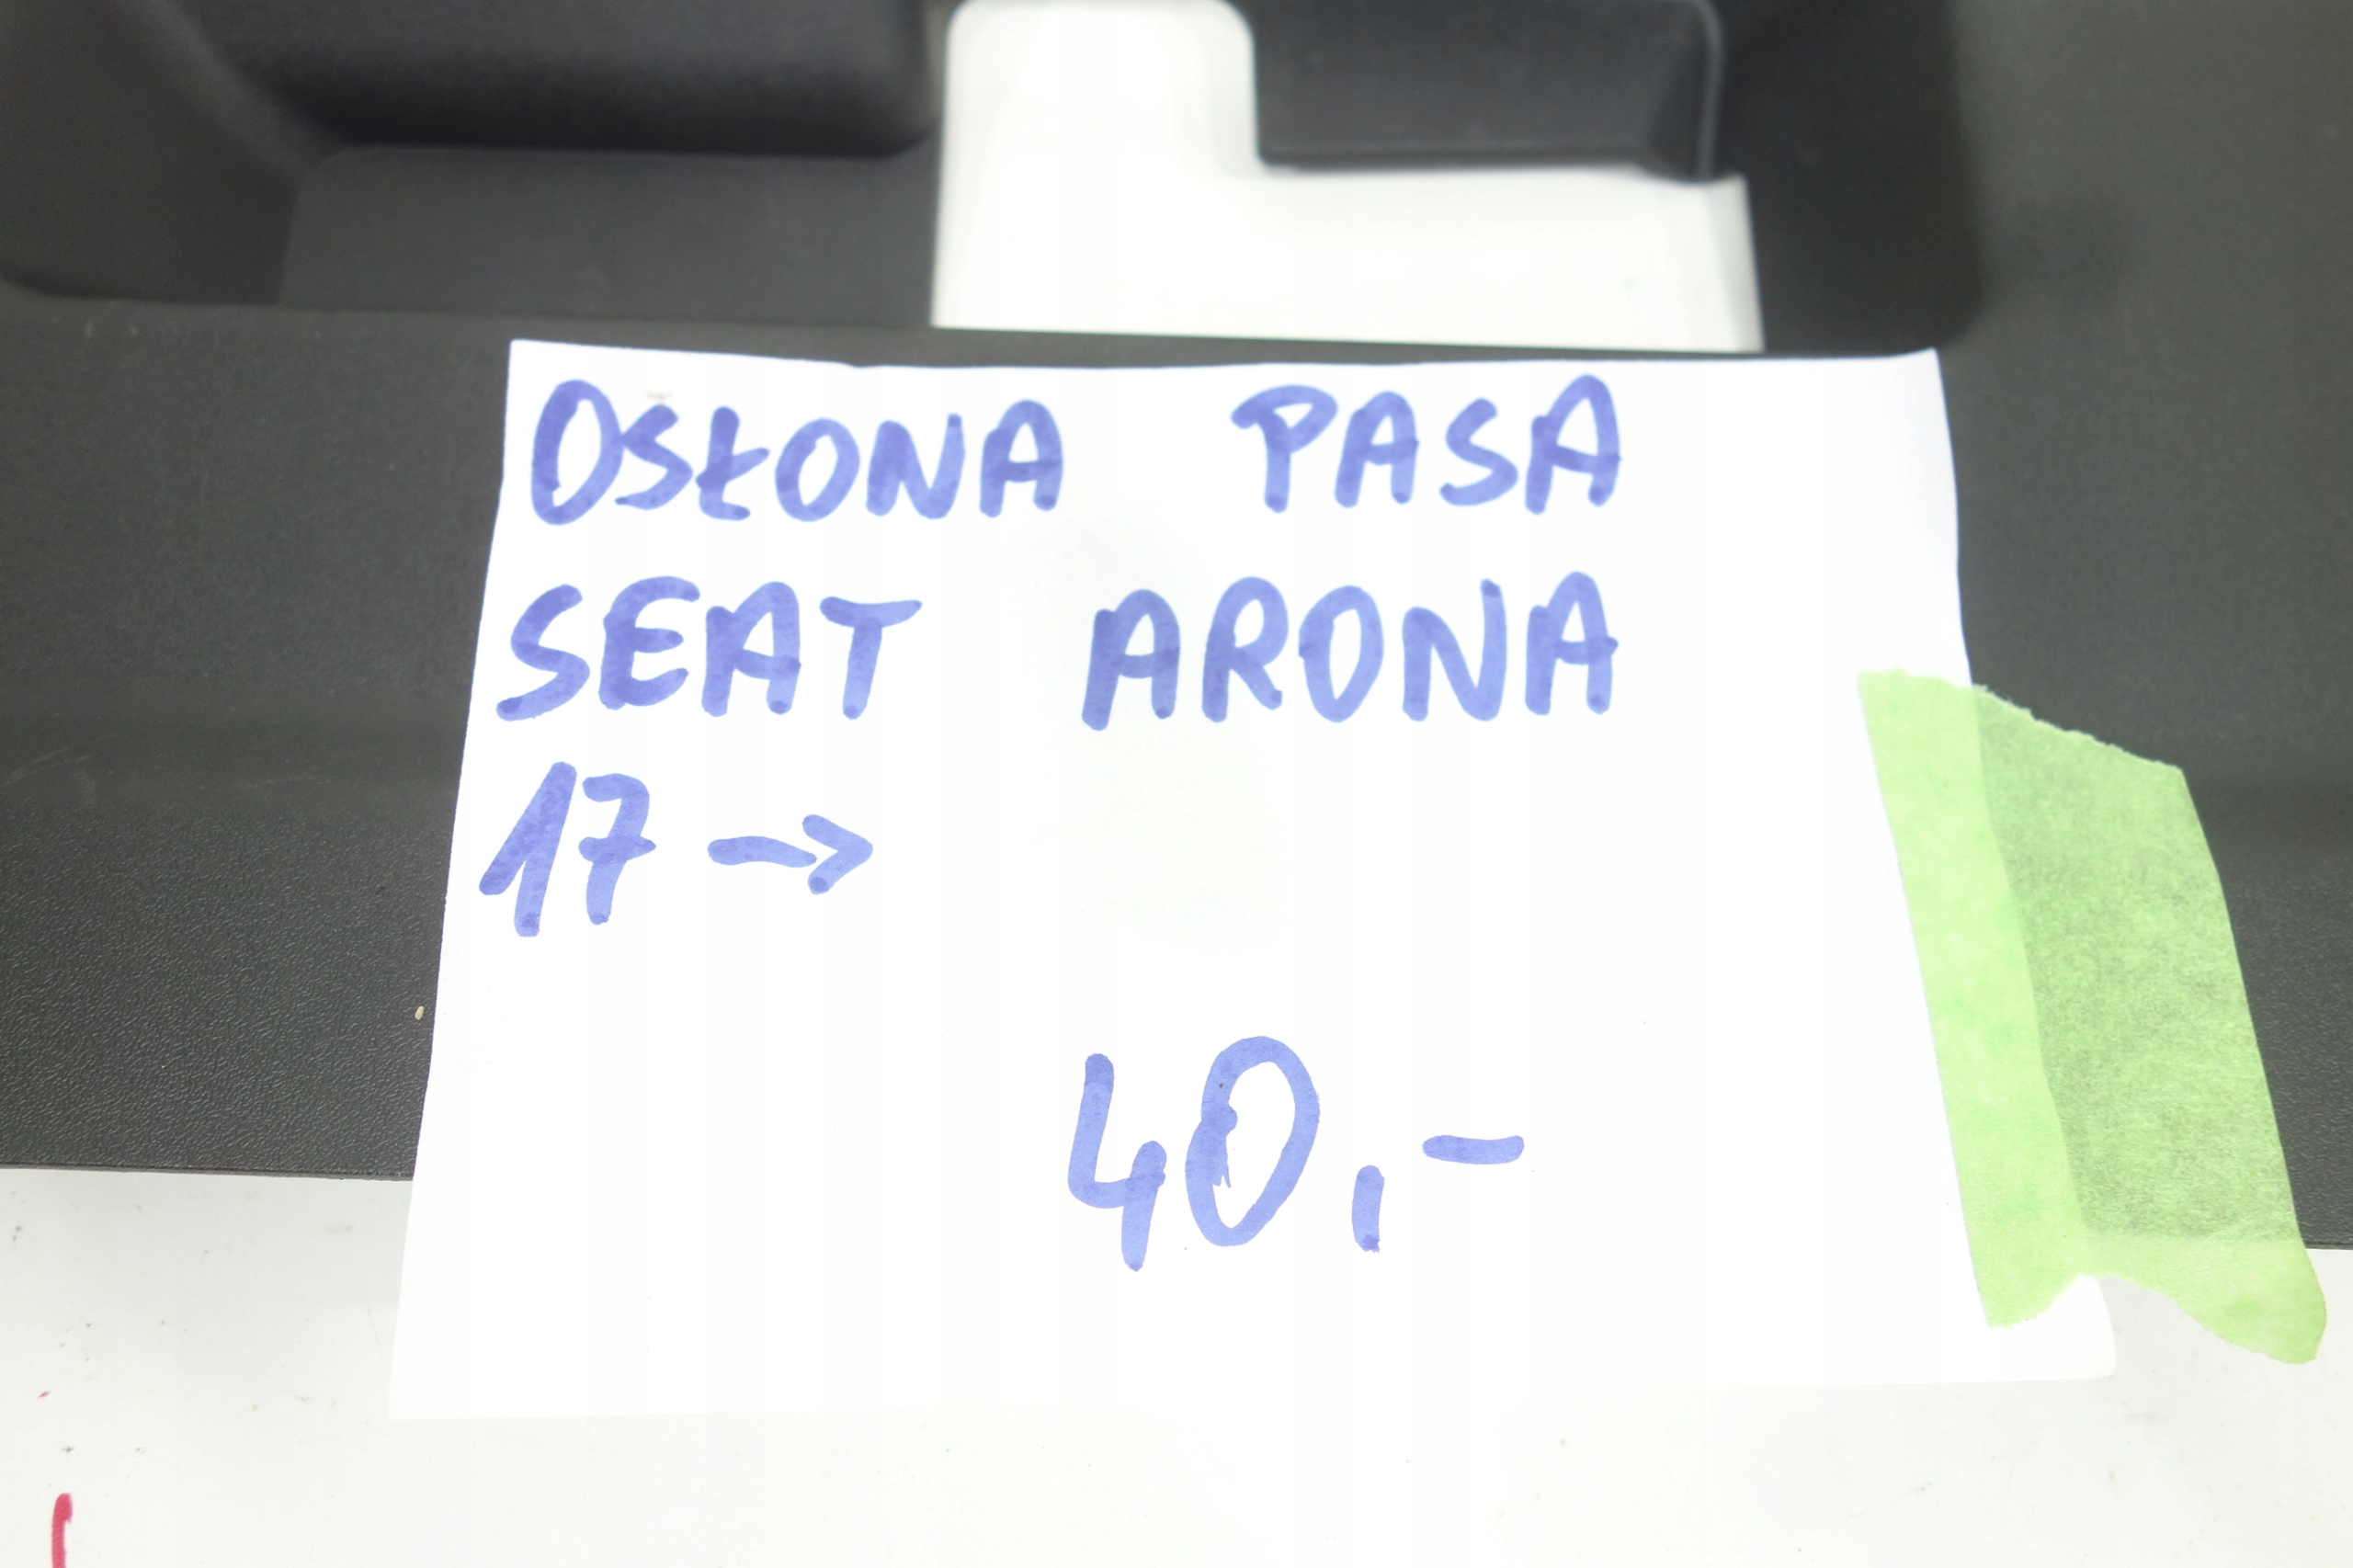 OSŁONA PASA
SEAT ARONA
17 →
40,-